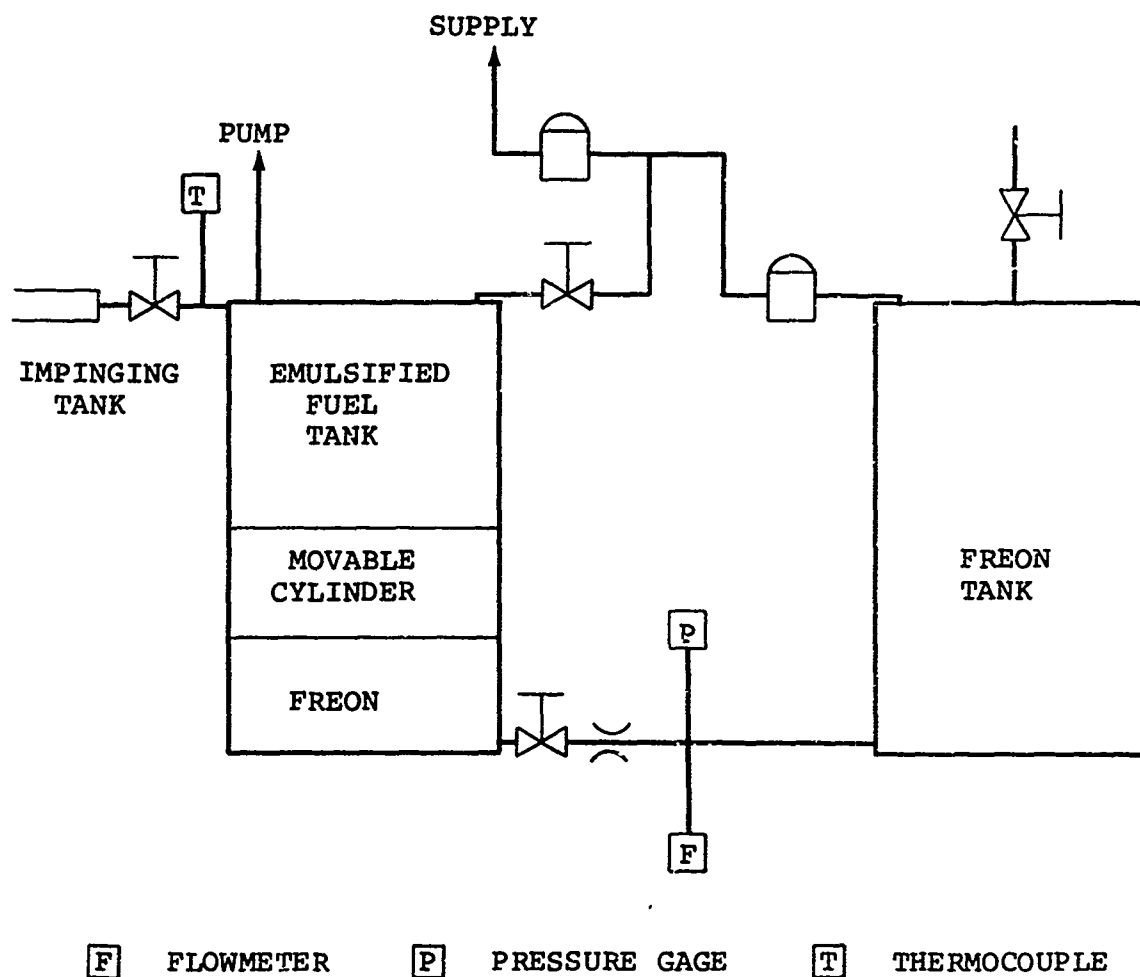 SUPPLY
PUMP
T
IMPINGING
TANK
EMULSIFIED
FUEL
TANK
MOVABLE
CYLINDER
FREON
TANK
P
FREON
F
F FLOWMETER
P PRESSURE GAGE
T THERMOCOUPLE